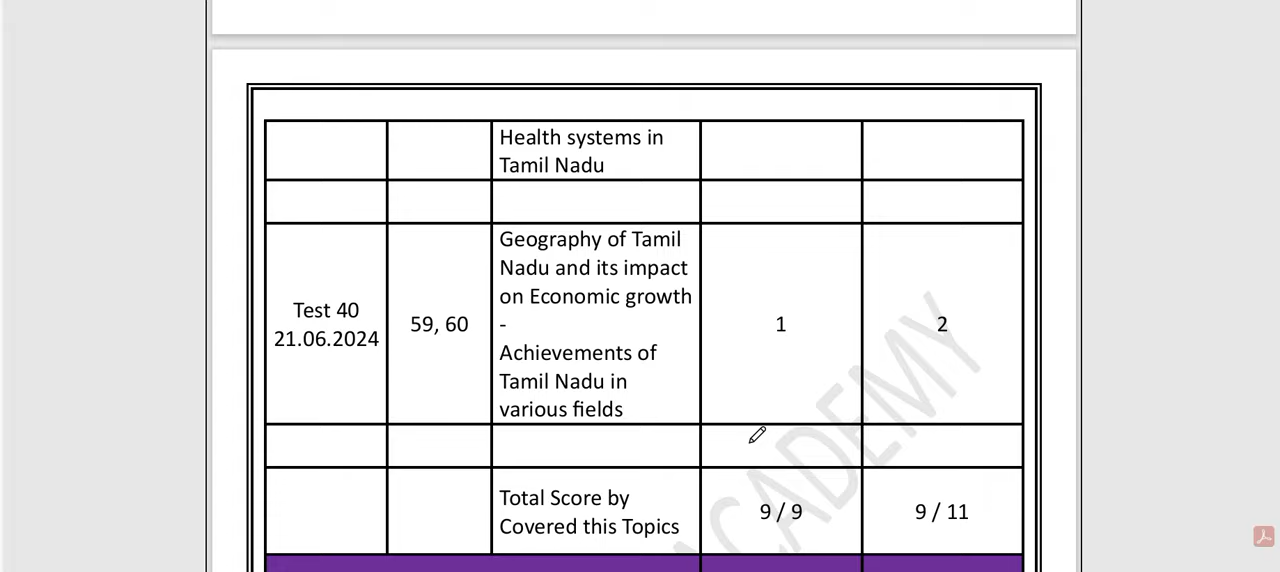 Health systems in
Tamil Nadu
Geography of Tamil
Nadu and its impact
on Economic growth
-
Achievements of
Tamil Nadu in
various fields
Test 40
21.06.2024
59, 60
1
2
Total Score by
Covered this Topics
9 / 9
9 / 11
ACADEMY